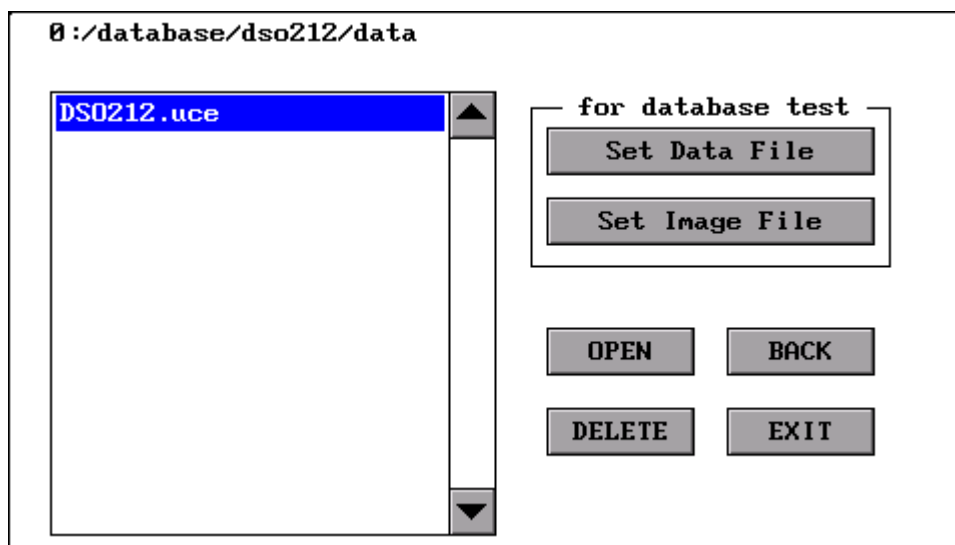 0:/database/dso212/data
DSO212.uce
for database test
Set Data File
Set Image File
OPEN
BACK
DELETE
EXIT